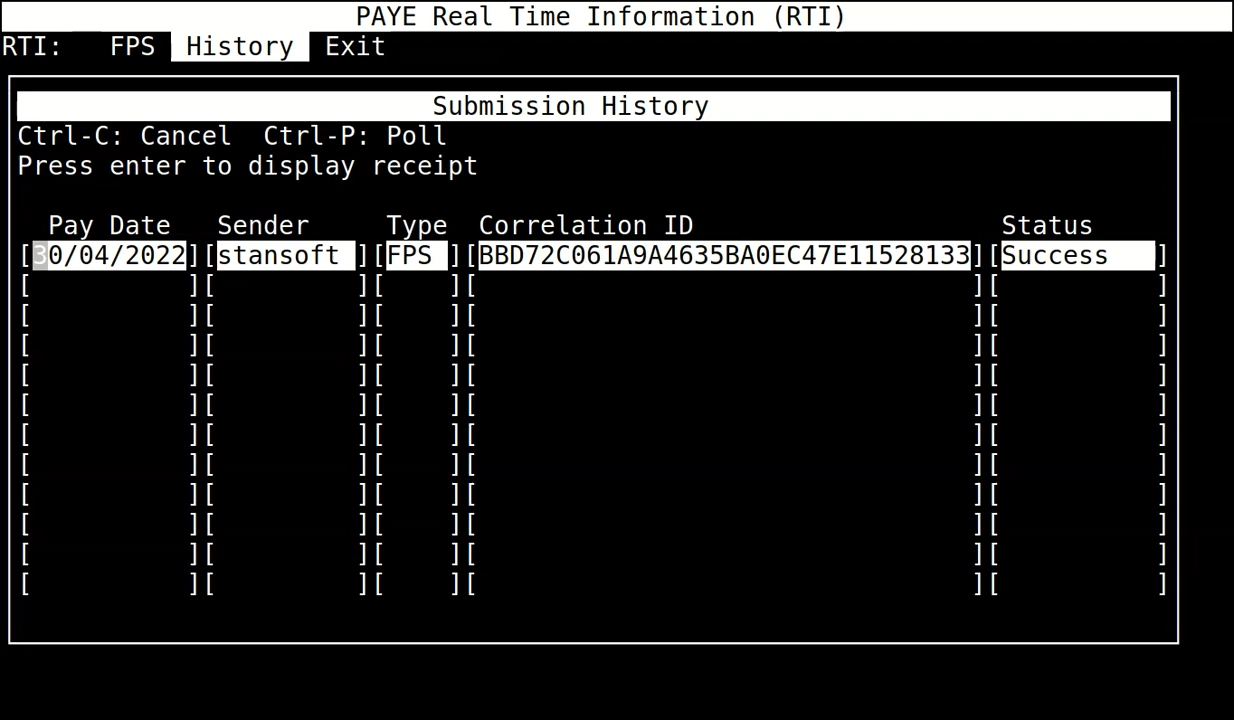 PAYE Real Time Information (RTI)
RTI: FPS History Exit
Submission History
Ctrl-C: Cancel Ctrl-P: Poll
Press enter to display receipt
Pay Date Sender Type Correlation ID Status
[30/04/2022][stansoft ][FPS ][BBD72C061A9A4635BA0EC47E11528133][Success ]
[ ][ ][ ][ ][ ]
[ ][ ][ ][ ][ ]
[ ][ ][ ][ ][ ]
[ ][ ][ ][ ][ ]
[ ][ ][ ][ ][ ]
[ ][ ][ ][ ][ ]
[ ][ ][ ][ ][ ]
[ ][ ][ ][ ][ ]
[ ][ ][ ][ ][ ]
[ ][ ][ ][ ][ ]
[ ][ ][ ][ ][ ]